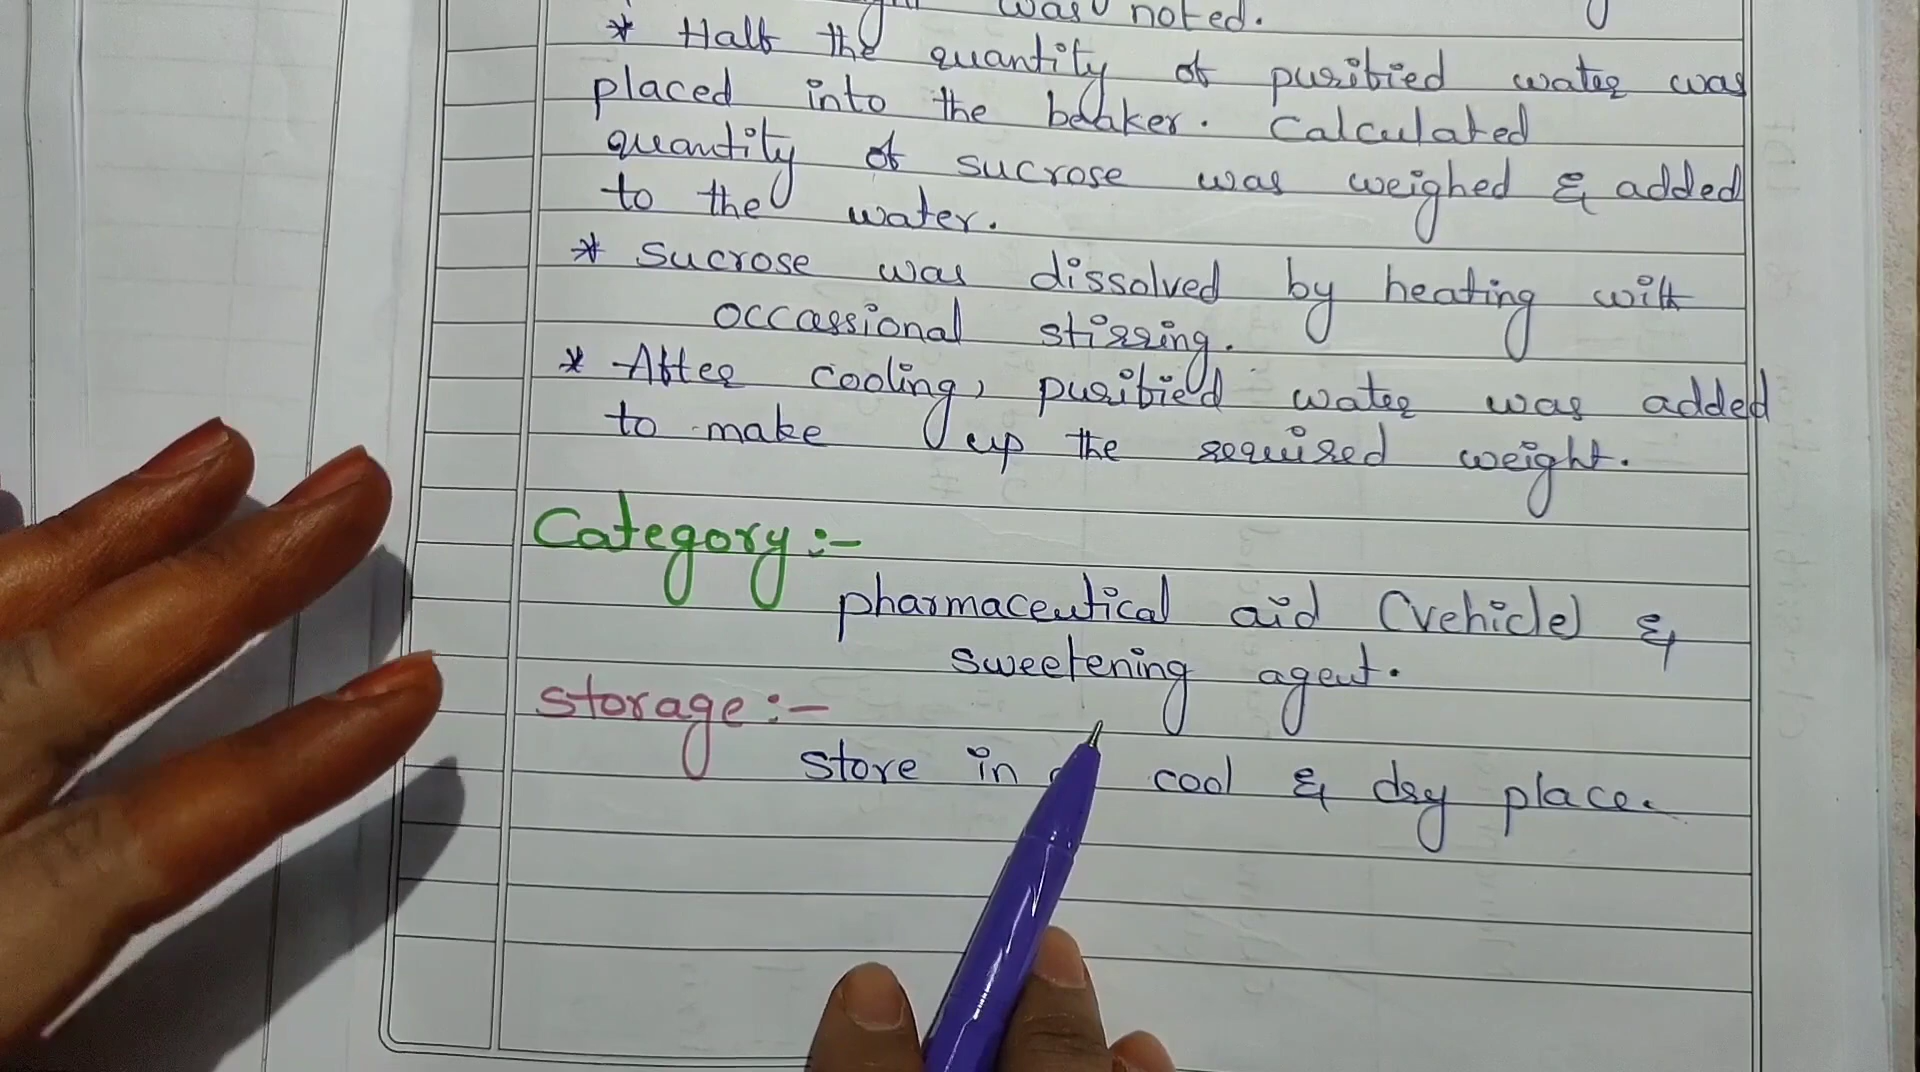 was noted.
* Half the quantity of purified water was
placed into the beaker. Calculated
quantity of sucrose was weighed & added
to the water.
* Sucrose was dissolved by heating with
occassional stirring.
* After cooling, purified water was added
to make up the required weight.
Category:-
pharmaceutical aid (vehicle) &
sweetening agent.
Storage:-
store in cool & dry place.